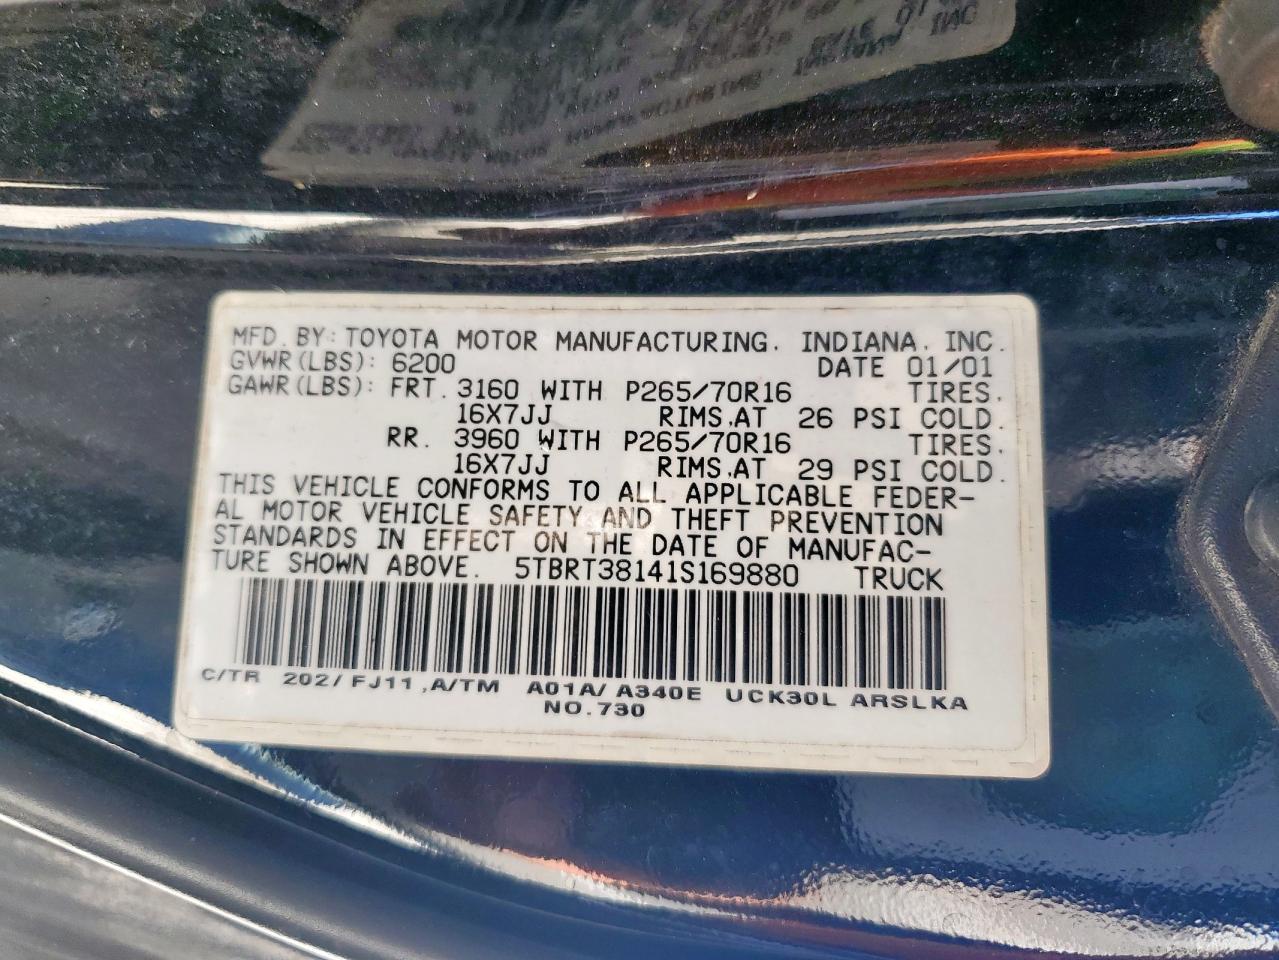 MFD. BY: TOYOTA MOTOR MANUFACTURING, INDIANA, INC.
GVWR(LBS): 6200 DATE 01/01
GAWR(LBS): FRT. 3160 WITH P265/70R16 TIRES.
16X7JJ RIMS.AT 26 PSI COLD.
RR. 3960 WITH P265/70R16 TIRES.
16X7JJ RIMS.AT 29 PSI COLD.
THIS VEHICLE CONFORMS TO ALL APPLICABLE FEDER-
AL MOTOR VEHICLE SAFETY AND THEFT PREVENTION
STANDARDS IN EFFECT ON THE DATE OF MANUFAC-
TURE SHOWN ABOVE. 5TBRT38141S169880 TRUCK
C/TR 202/FJ11,A/TM A01A/A340E UCK30L ARSLKA
NO.730